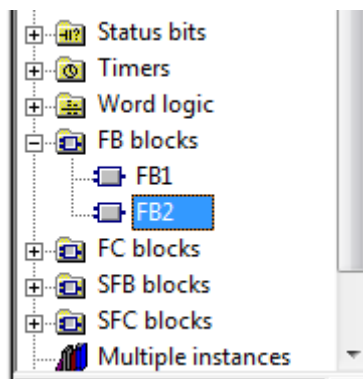 Status bits
Timers
Word logic
FB blocks
FB1
FB2
FC blocks
SFB blocks
SFC blocks
Multiple instances